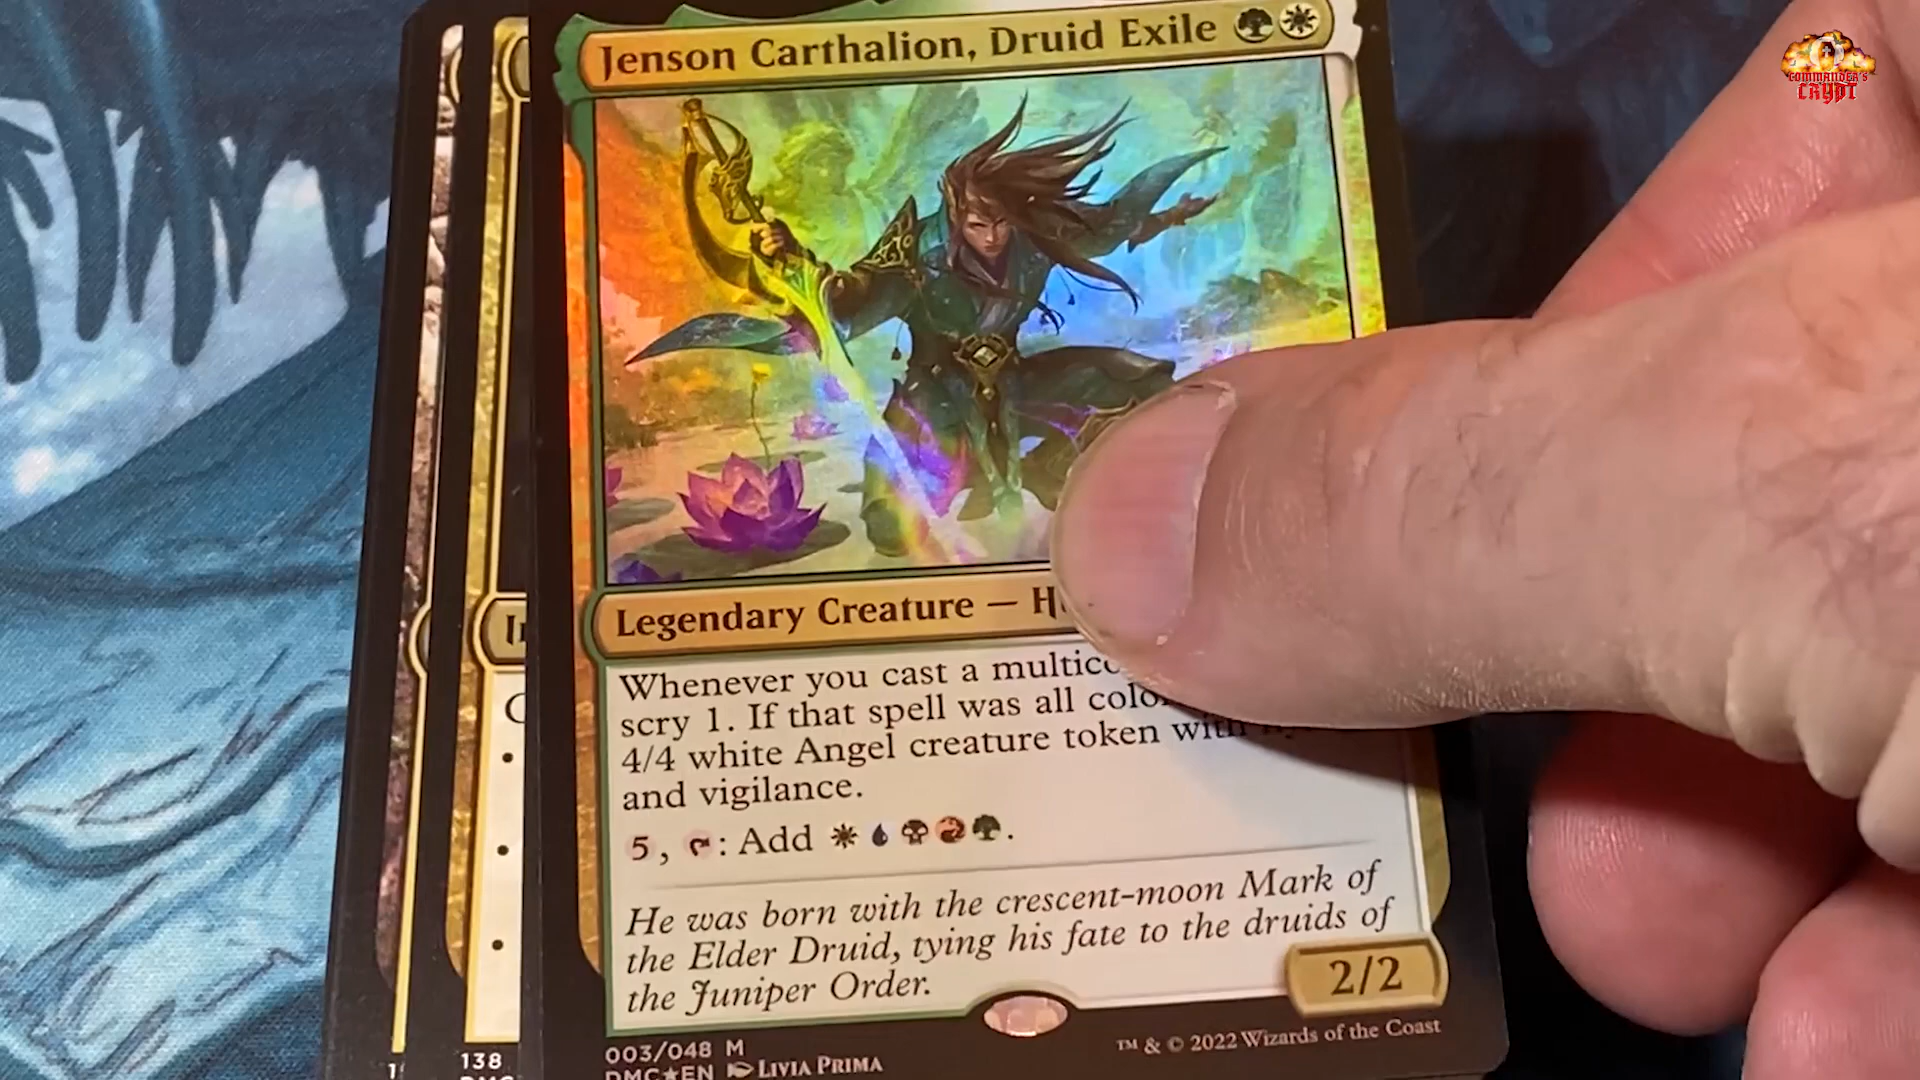 Jenson Carthalion, Druid Exile
COMMANDER'S
CRYPT
Legendary Creature —
Whenever you cast a
scry 1. If that spell was all
4/4 white Angel creature token with
and vigilance.
5, : Add .
He was born with the crescent-moon Mark of
the Elder Druid, tying his fate to the druids of
the Juniper Order.
2/2
003/048 M
DMC★EN LIVIA PRIMA
™ & © 2022 Wizards of the Coast
138